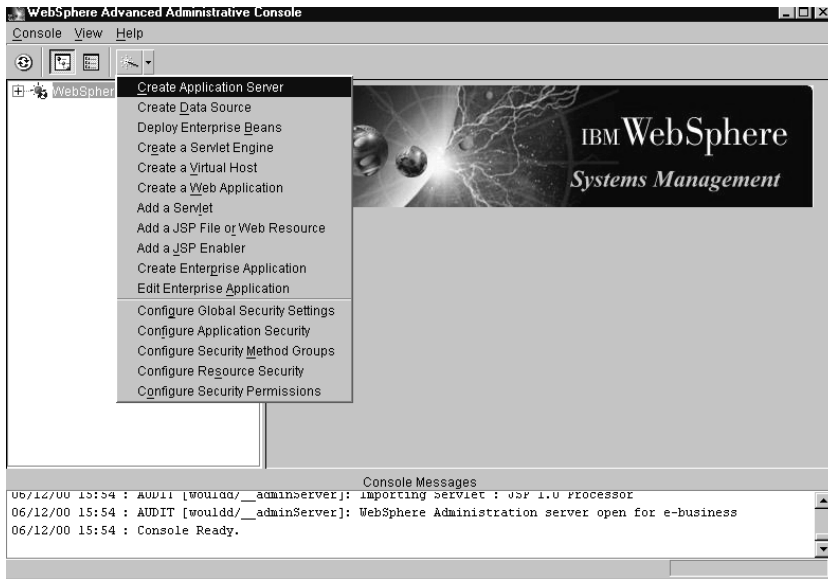 WebSphere Advanced Administrative Console
Console View Help
WebSpher
Create Application Server
Create Data Source
Deploy Enterprise Beans
Create a Servlet Engine
Create a Virtual Host
Create a Web Application
Add a Servlet
Add a JSP File or Web Resource
Add a JSP Enabler
Create Enterprise Application
Edit Enterprise Application
Configure Global Security Settings
Configure Application Security
Configure Security Method Groups
Configure Resource Security
Configure Security Permissions
IBM WebSphere
Systems Management
Console Messages
06/12/00 15:54 : AUDIT [wouldd/__adminServer]: Importing Servlet : JSP 1.0 Processor
06/12/00 15:54 : AUDIT [wouldd/__adminServer]: WebSphere Administration server open for e-business
06/12/00 15:54 : Console Ready.